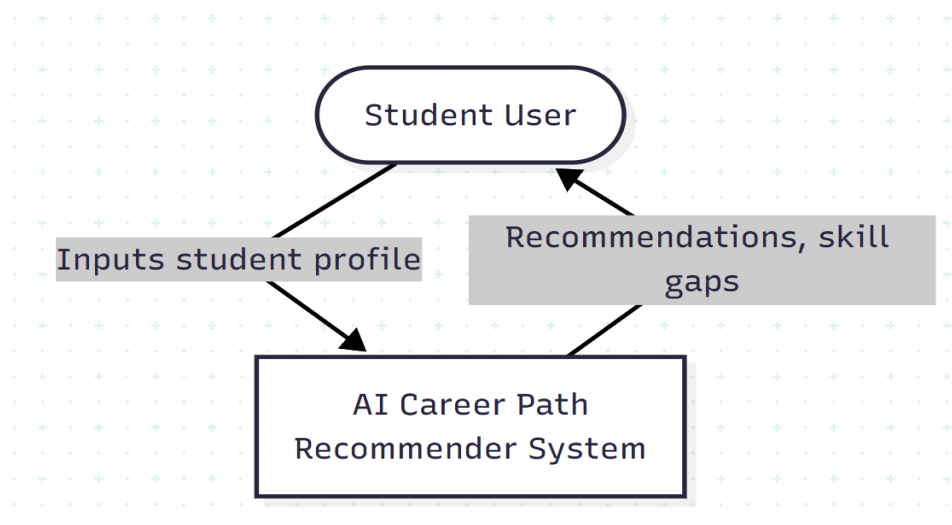 Student User
Inputs student profile
Recommendations, skill
gaps
AI Career Path
Recommender System